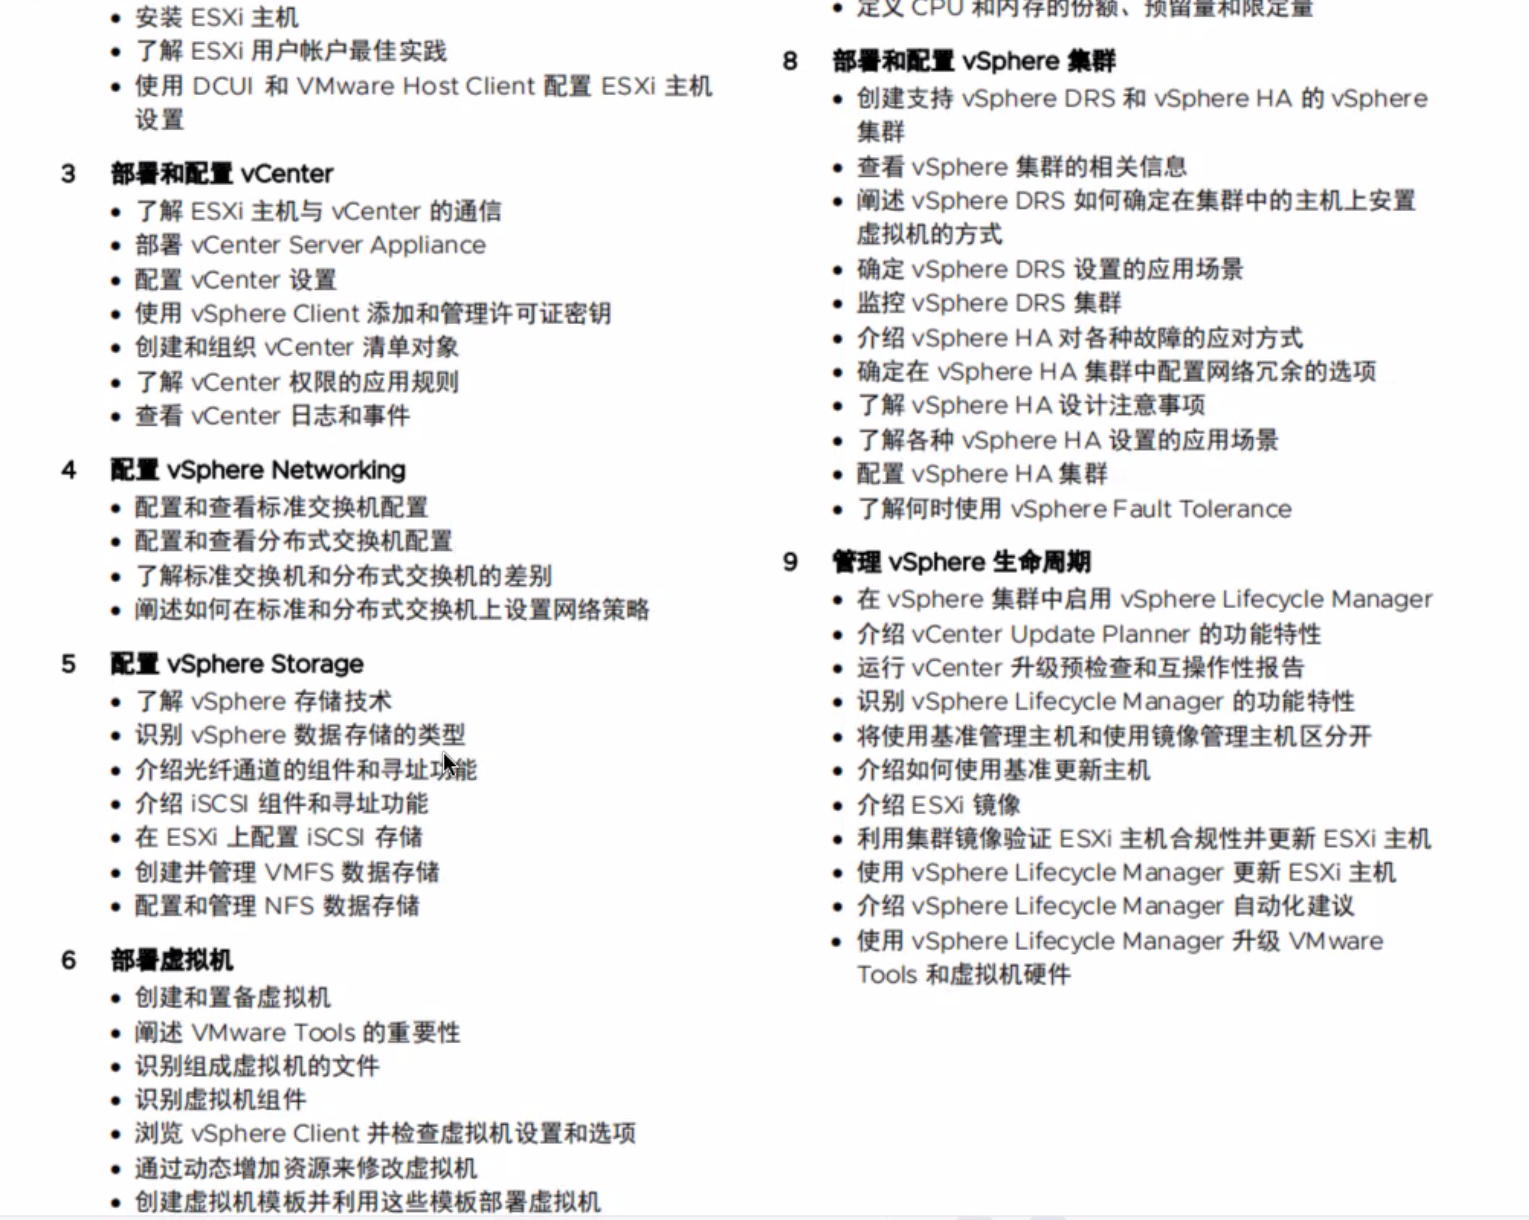 • 安装 ESXi 主机
• 了解 ESXi 用户帐户最佳实践
• 使用 DCUI 和 VMware Host Client 配置 ESXi 主机
设置
3 部署和配置 vCenter
• 了解 ESXi 主机与 vCenter 的通信
• 部署 vCenter Server Appliance
• 配置 vCenter 设置
• 使用 vSphere Client 添加和管理许可证密钥
• 创建和组织 vCenter 清单对象
• 了解 vCenter 权限的应用规则
• 查看 vCenter 日志和事件
4 配置 vSphere Networking
• 配置和查看标准交换机配置
• 配置和查看分布式交换机配置
• 了解标准交换机和分布式交换机的差别
• 阐述如何在标准和分布式交换机上设置网络策略
5 配置 vSphere Storage
• 了解 vSphere 存储技术
• 识别 vSphere 数据存储的类型
• 介绍光纤通道的组件和寻址功能
• 介绍 iSCSI 组件和寻址功能
• 在 ESXi 上配置 iSCSI 存储
• 创建并管理 VMFS 数据存储
• 配置和管理 NFS 数据存储
6 部署虚拟机
• 创建和置备虚拟机
• 阐述 VMware Tools 的重要性
• 识别组成虚拟机的文件
• 识别虚拟机组件
• 浏览 vSphere Client 并检查虚拟机设置和选项
• 通过动态增加资源来修改虚拟机
• 创建虚拟机模板并利用这些模板部署虚拟机
• 定义 CPU 和内存的份额、预留量和限定量
8 部署和配置 vSphere 集群
• 创建支持 vSphere DRS 和 vSphere HA 的 vSphere
集群
• 查看 vSphere 集群的相关信息
• 阐述 vSphere DRS 如何确定在集群中的主机上安置
虚拟机的方式
• 确定 vSphere DRS 设置的应用场景
• 监控 vSphere DRS 集群
• 介绍 vSphere HA 对各种故障的应对方式
• 确定在 vSphere HA 集群中配置网络冗余的选项
• 了解 vSphere HA 设计注意事项
• 了解各种 vSphere HA 设置的应用场景
• 配置 vSphere HA 集群
• 了解何时使用 vSphere Fault Tolerance
9 管理 vSphere 生命周期
• 在 vSphere 集群中启用 vSphere Lifecycle Manager
• 介绍 vCenter Update Planner 的功能特性
• 运行 vCenter 升级预检查和互操作性报告
• 识别 vSphere Lifecycle Manager 的功能特性
• 将使用基准管理主机和使用镜像管理主机区分开
• 介绍如何使用基准更新主机
• 介绍 ESXi 镜像
• 利用集群镜像验证 ESXi 主机合规性并更新 ESXi 主机
• 使用 vSphere Lifecycle Manager 更新 ESXi 主机
• 介绍 vSphere Lifecycle Manager 自动化建议
• 使用 vSphere Lifecycle Manager 升级 VMware
Tools 和虚拟机硬件